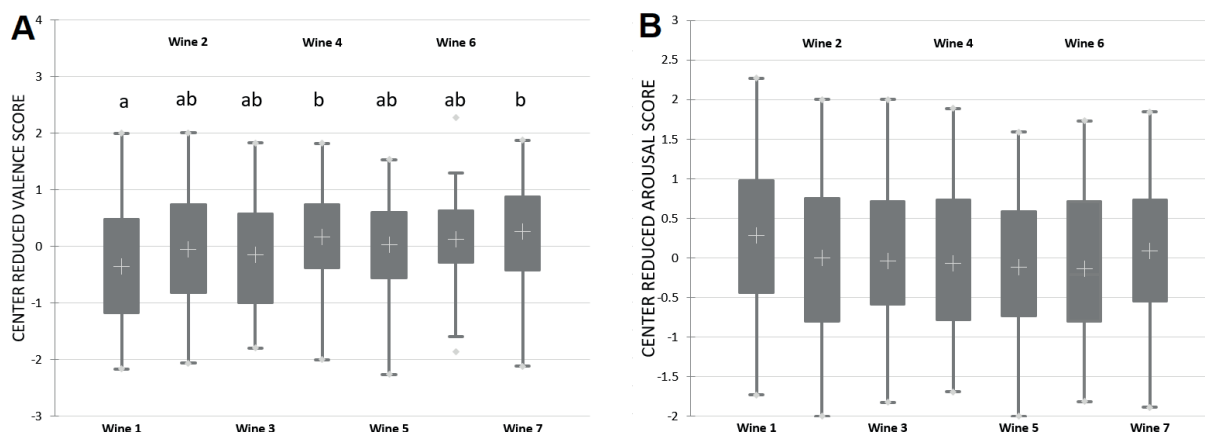 A
CENTER REDUCED VALENCE SCORE
4
3
2
1
0
-1
-2
-3
Wine 2
Wine 4
Wine 6
a
ab
ab
b
ab
ab
b
Wine 1
Wine 3
Wine 5
Wine 7
B
CENTER REDUCED AROUSAL SCORE
3
2.5
2
1.5
1
0.5
0
-0.5
-1
-1.5
-2
Wine 2
Wine 4
Wine 6
Wine 1
Wine 3
Wine 5
Wine 7